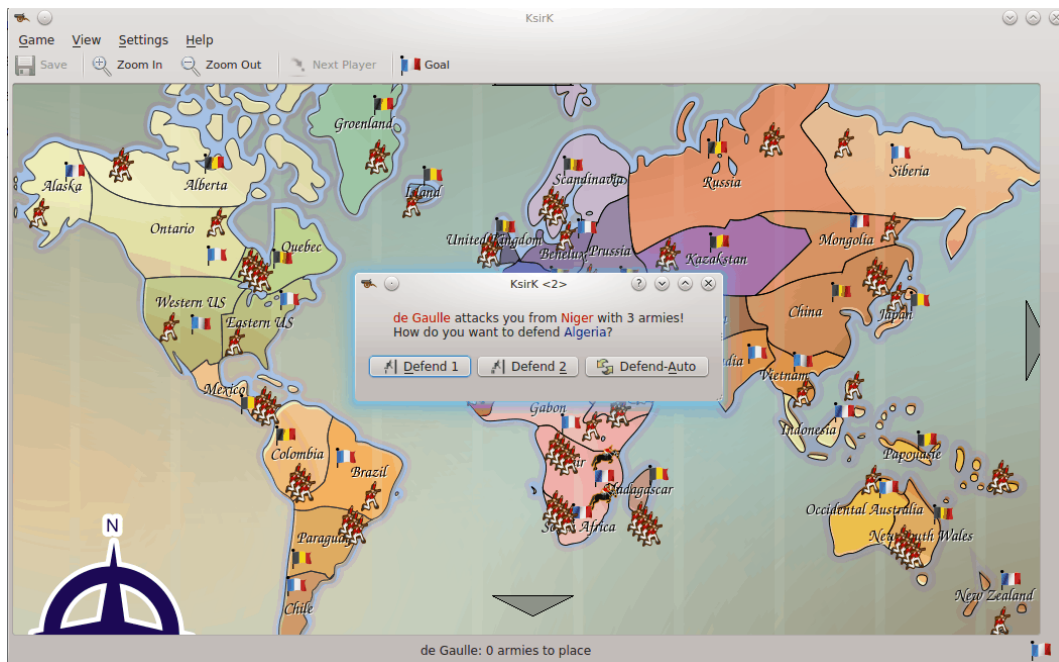 KsirK
Game View Settings Help
Save Zoom In Zoom Out Next Player Goal
Groenland
Alaska
Alberta
Island
Scandinavia
Russia
Siberia
Ontario
Quebec
United Kingdom
Benelux
Prussia
Kazakstan
Mongolia
KsirK <2>
de Gaulle attacks you from Niger with 3 armies!
How do you want to defend Algeria?
Defend 1 Defend 2 Defend-Auto
Western US
Eastern US
China
Japan
Mexico
Vietnam
Gabon
Indonesia
Colombia
Brazil
Papouasie
Madagascar
Occidental Australia
Paraguay
Africa
New South Wales
Chile
New Zealand
N
de Gaulle: 0 armies to place